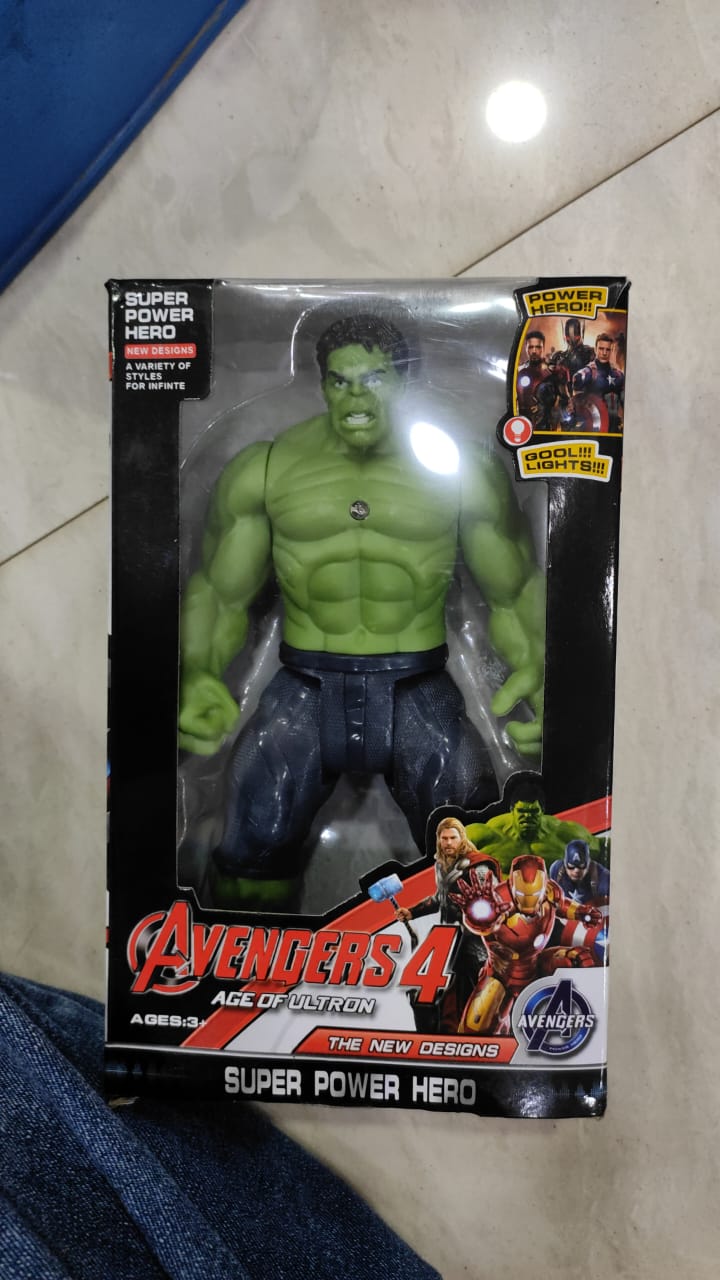 SUPER
POWER
HERO
NEW DESIGNS
A VARIETY OF
STYLES
FOR INFINTE
POWER
HERO!!
GOOL!!!
LIGHTS!!!
AVENGERS 4
AGE OF ULTRON
AGES:3+
THE NEW DESIGNS
AVENGERS
SUPER POWER HERO